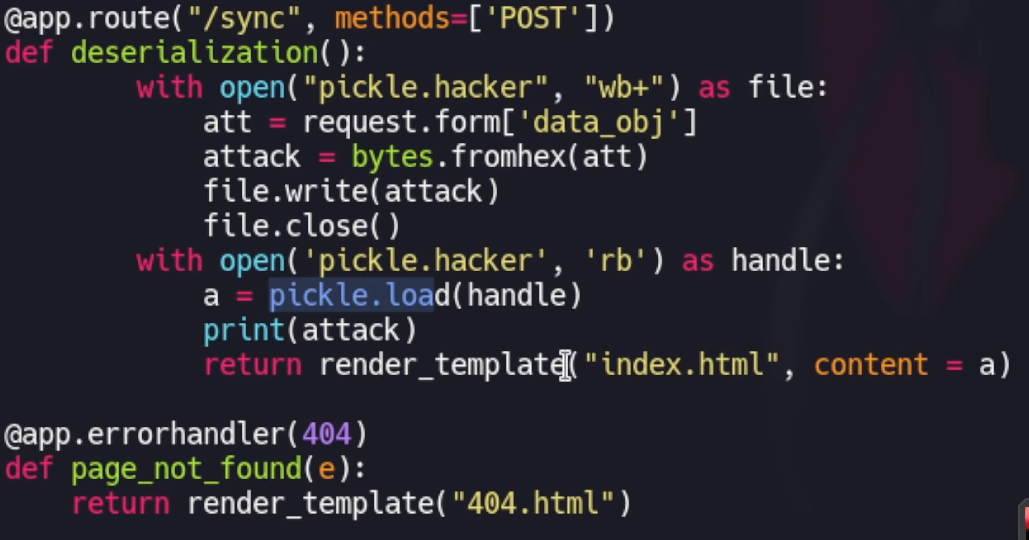 @app.route("/sync", methods=['POST'])
def deserialization():
        with open("pickle.hacker", "wb+") as file:
            att = request.form['data_obj']
            attack = bytes.fromhex(att)
            file.write(attack)
            file.close()
        with open('pickle.hacker', 'rb') as handle:
            a = pickle.load(handle)
            print(attack)
            return render_template("index.html", content = a)

@app.errorhandler(404)
def page_not_found(e):
    return render_template("404.html")